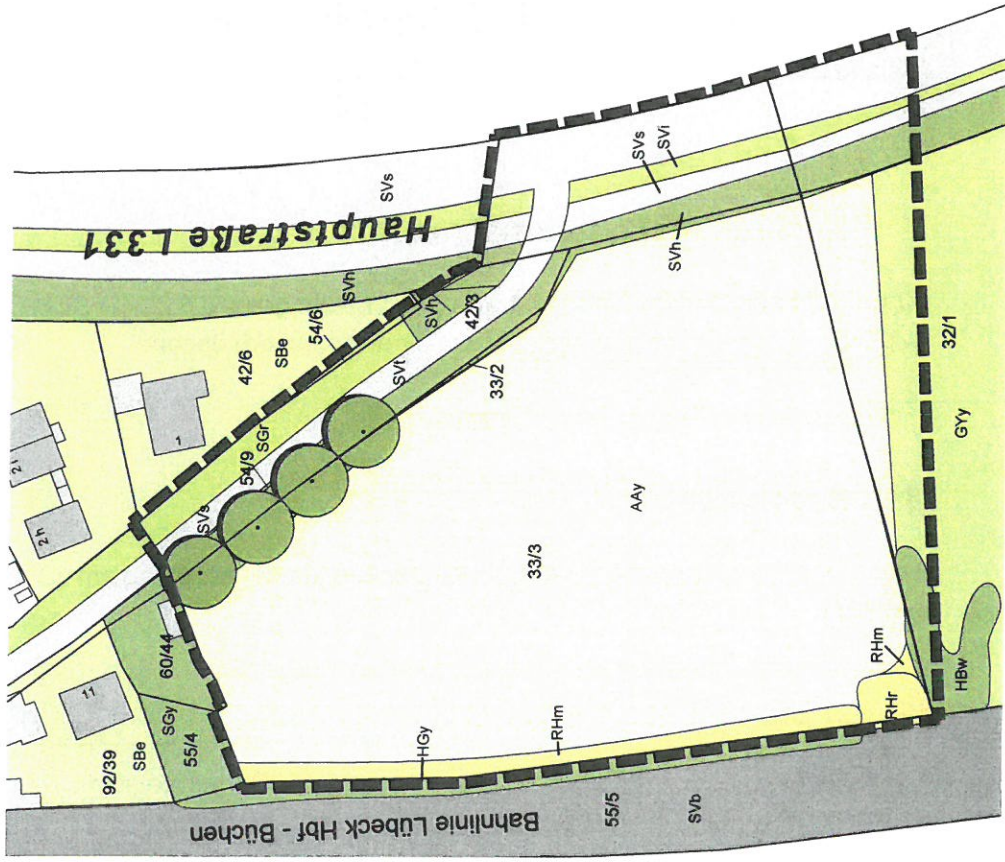 Hauptstraße L331
SVs
SVh
42/6
SBe
54/6
SVh
42/3
SVt
33/2
SGr
54/9
SVs
1
2 i
2 h
11
92/39
SBe
SGy
55/4
60/44
SVs
SVi
SVh
AAy
33/3
32/1
GYy
RHm
RHr
HBw
HGy
RHm
Bahnlinie Lübeck Hbf - Büchen
55/5
SVb